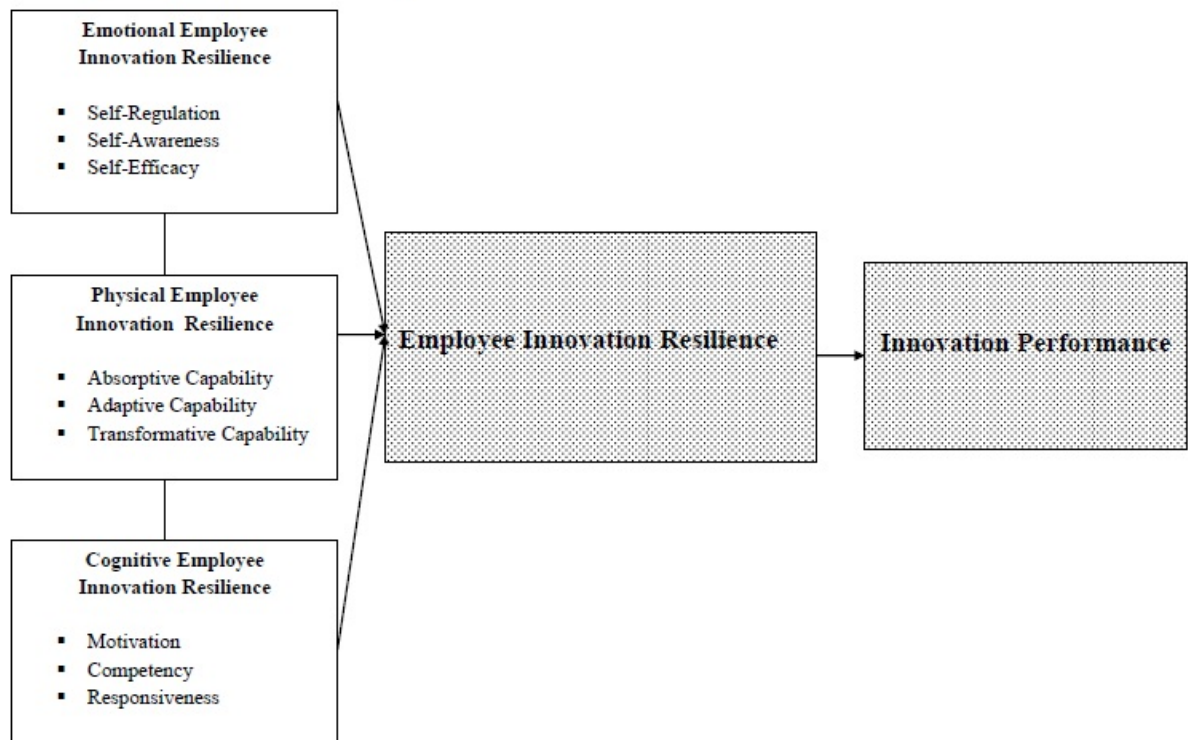 Emotional Employee
Innovation Resilience
▪ Self-Regulation
▪ Self-Awareness
▪ Self-Efficacy
Physical Employee
Innovation Resilience
▪ Absorptive Capability
▪ Adaptive Capability
▪ Transformative Capability
Cognitive Employee
Innovation Resilience
▪ Motivation
▪ Competency
▪ Responsiveness
Employee Innovation Resilience
Innovation Performance